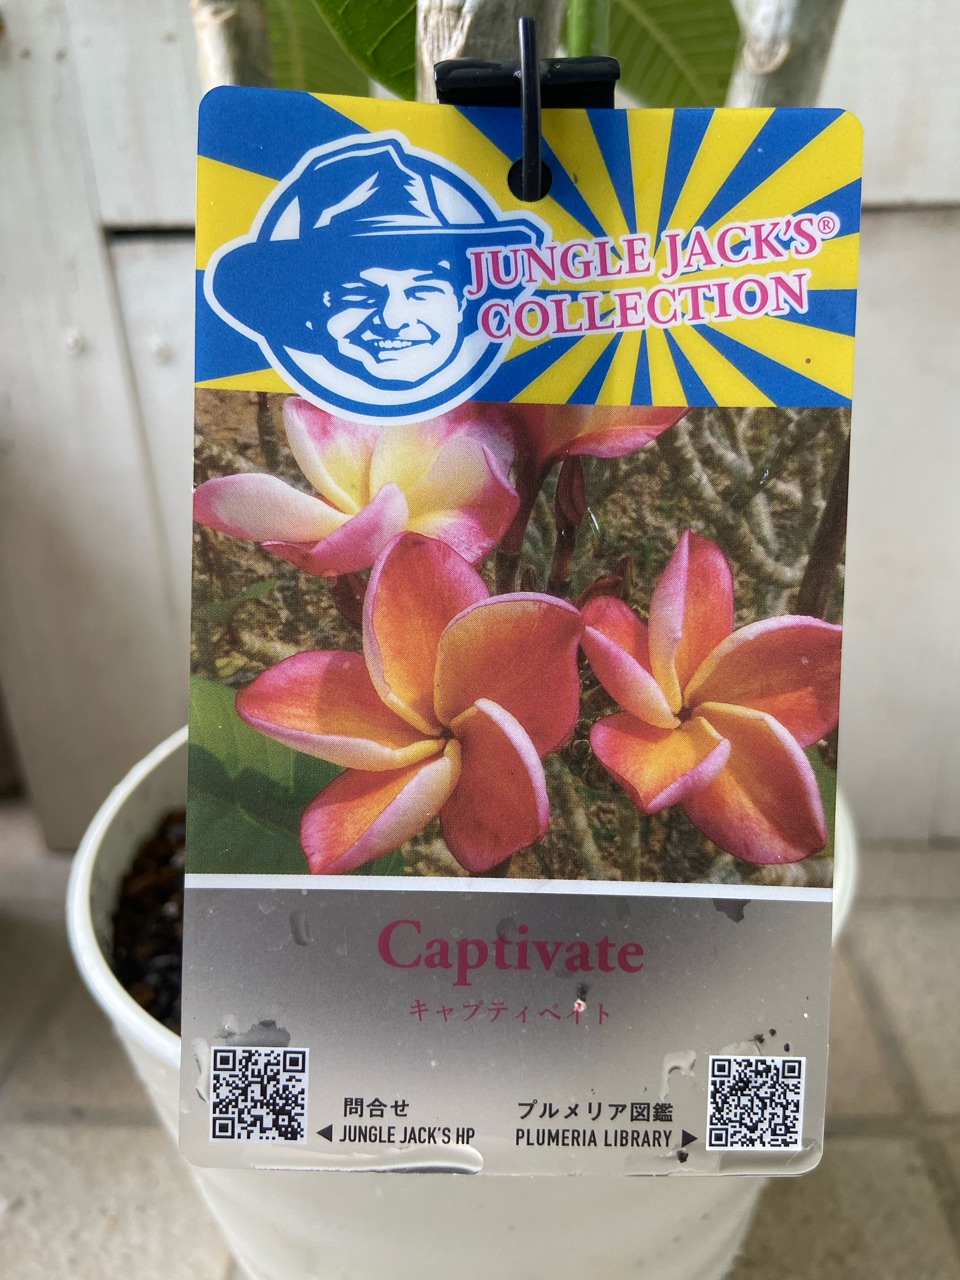 JUNGLE JACK'S®
COLLECTION
Captivate
キャプティベイト
問合せ
◀ JUNGLE JACK'S HP
プルメリア図鑑
PLUMERIA LIBRARY ▶